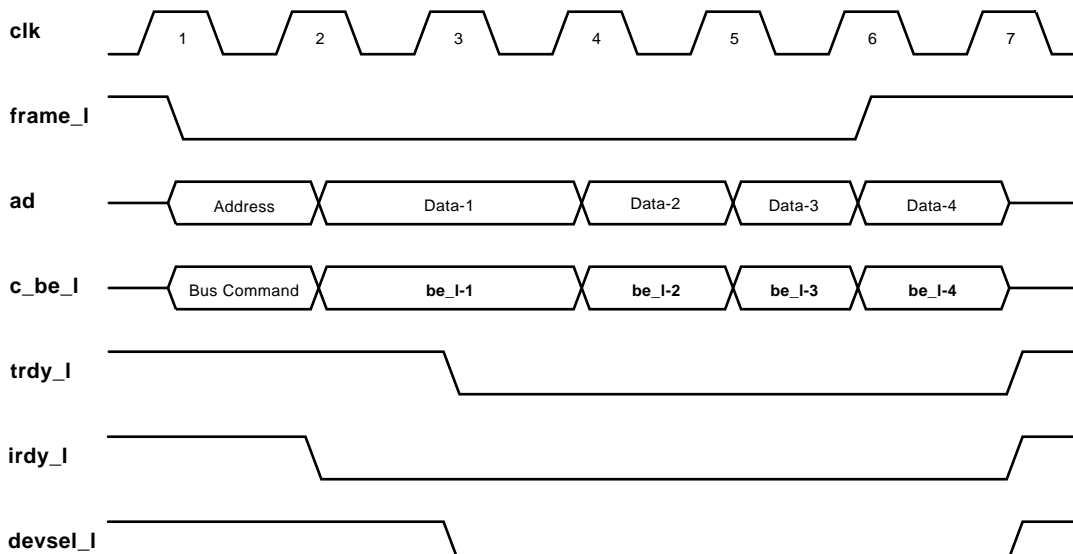 clk
1 2 3 4 5 6 7
frame_l
ad
Address Data-1 Data-2 Data-3 Data-4
c_be_l
Bus Command be_l-1 be_l-2 be_l-3 be_l-4
trdy_l
irdy_l
devsel_l